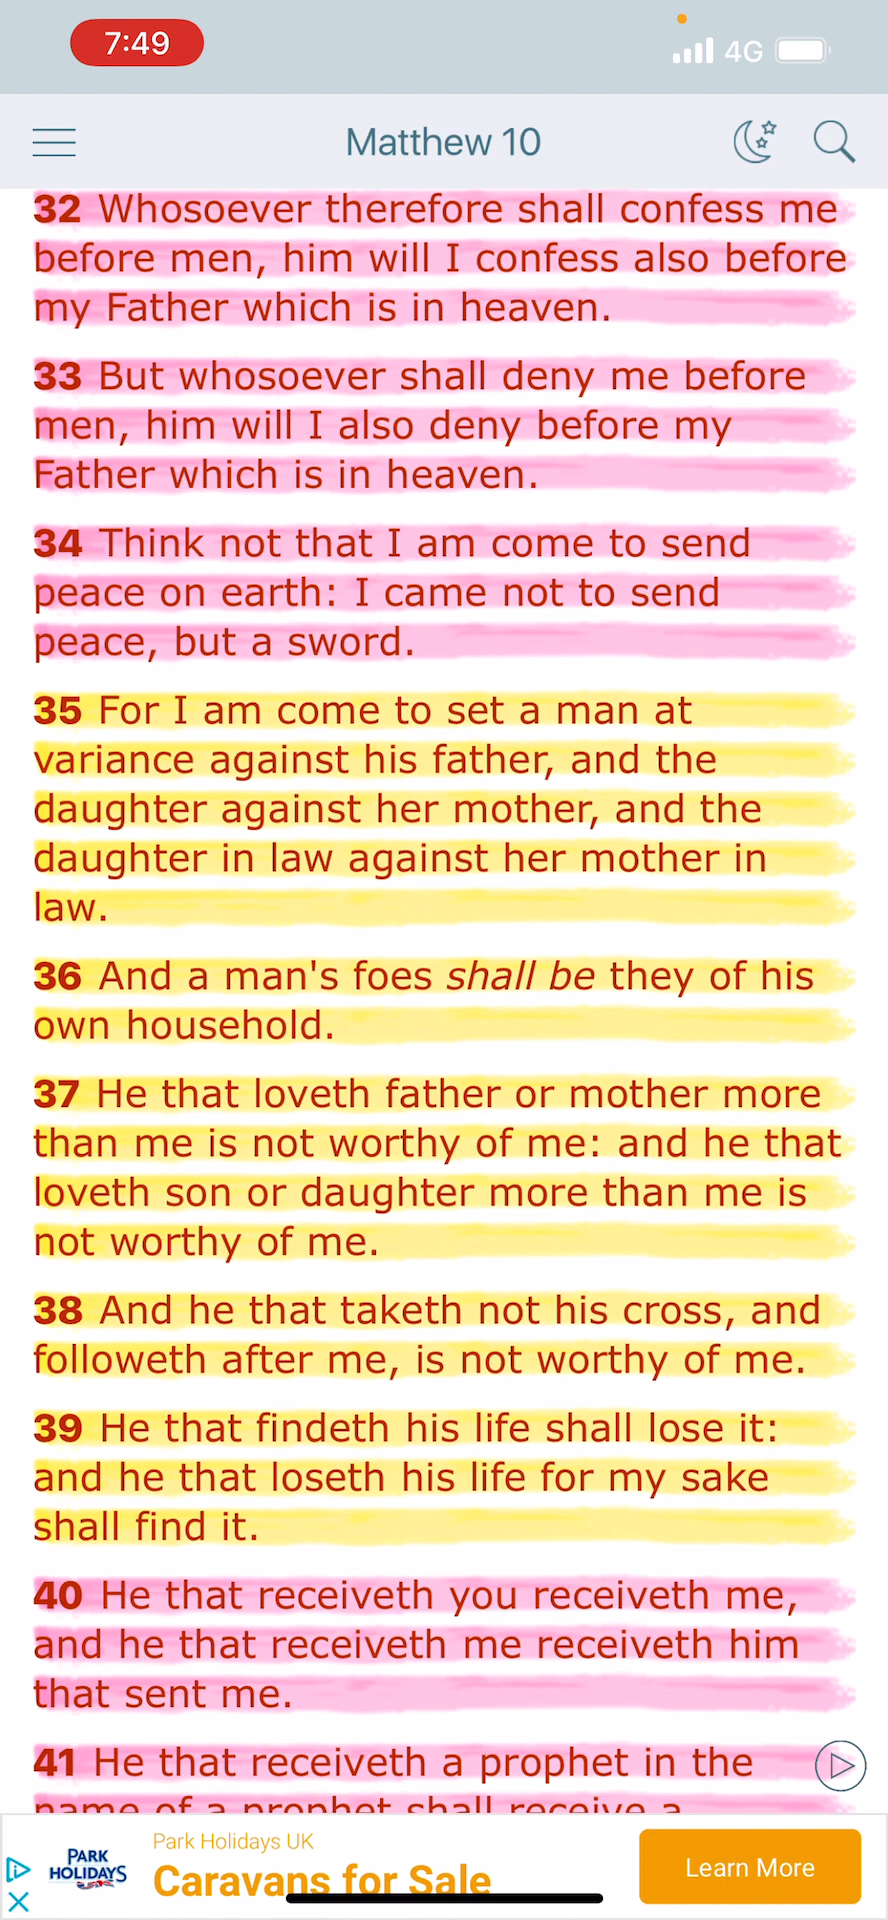 7:49
4G
Matthew 10
32 Whosoever therefore shall confess me
before men, him will I confess also before
my Father which is in heaven.
33 But whosoever shall deny me before
men, him will I also deny before my
Father which is in heaven.
34 Think not that I am come to send
peace on earth: I came not to send
peace, but a sword.
35 For I am come to set a man at
variance against his father, and the
daughter against her mother, and the
daughter in law against her mother in
law.
36 And a man's foes shall be they of his
own household.
37 He that loveth father or mother more
than me is not worthy of me: and he that
loveth son or daughter more than me is
not worthy of me.
38 And he that taketh not his cross, and
followeth after me, is not worthy of me.
39 He that findeth his life shall lose it:
and he that loseth his life for my sake
shall find it.
40 He that receiveth you receiveth me,
and he that receiveth me receiveth him
that sent me.
41 He that receiveth a prophet in the
name of a prophet shall receive a
PARK
HOLIDAYS
Park Holidays UK
Caravans for Sale
Learn More